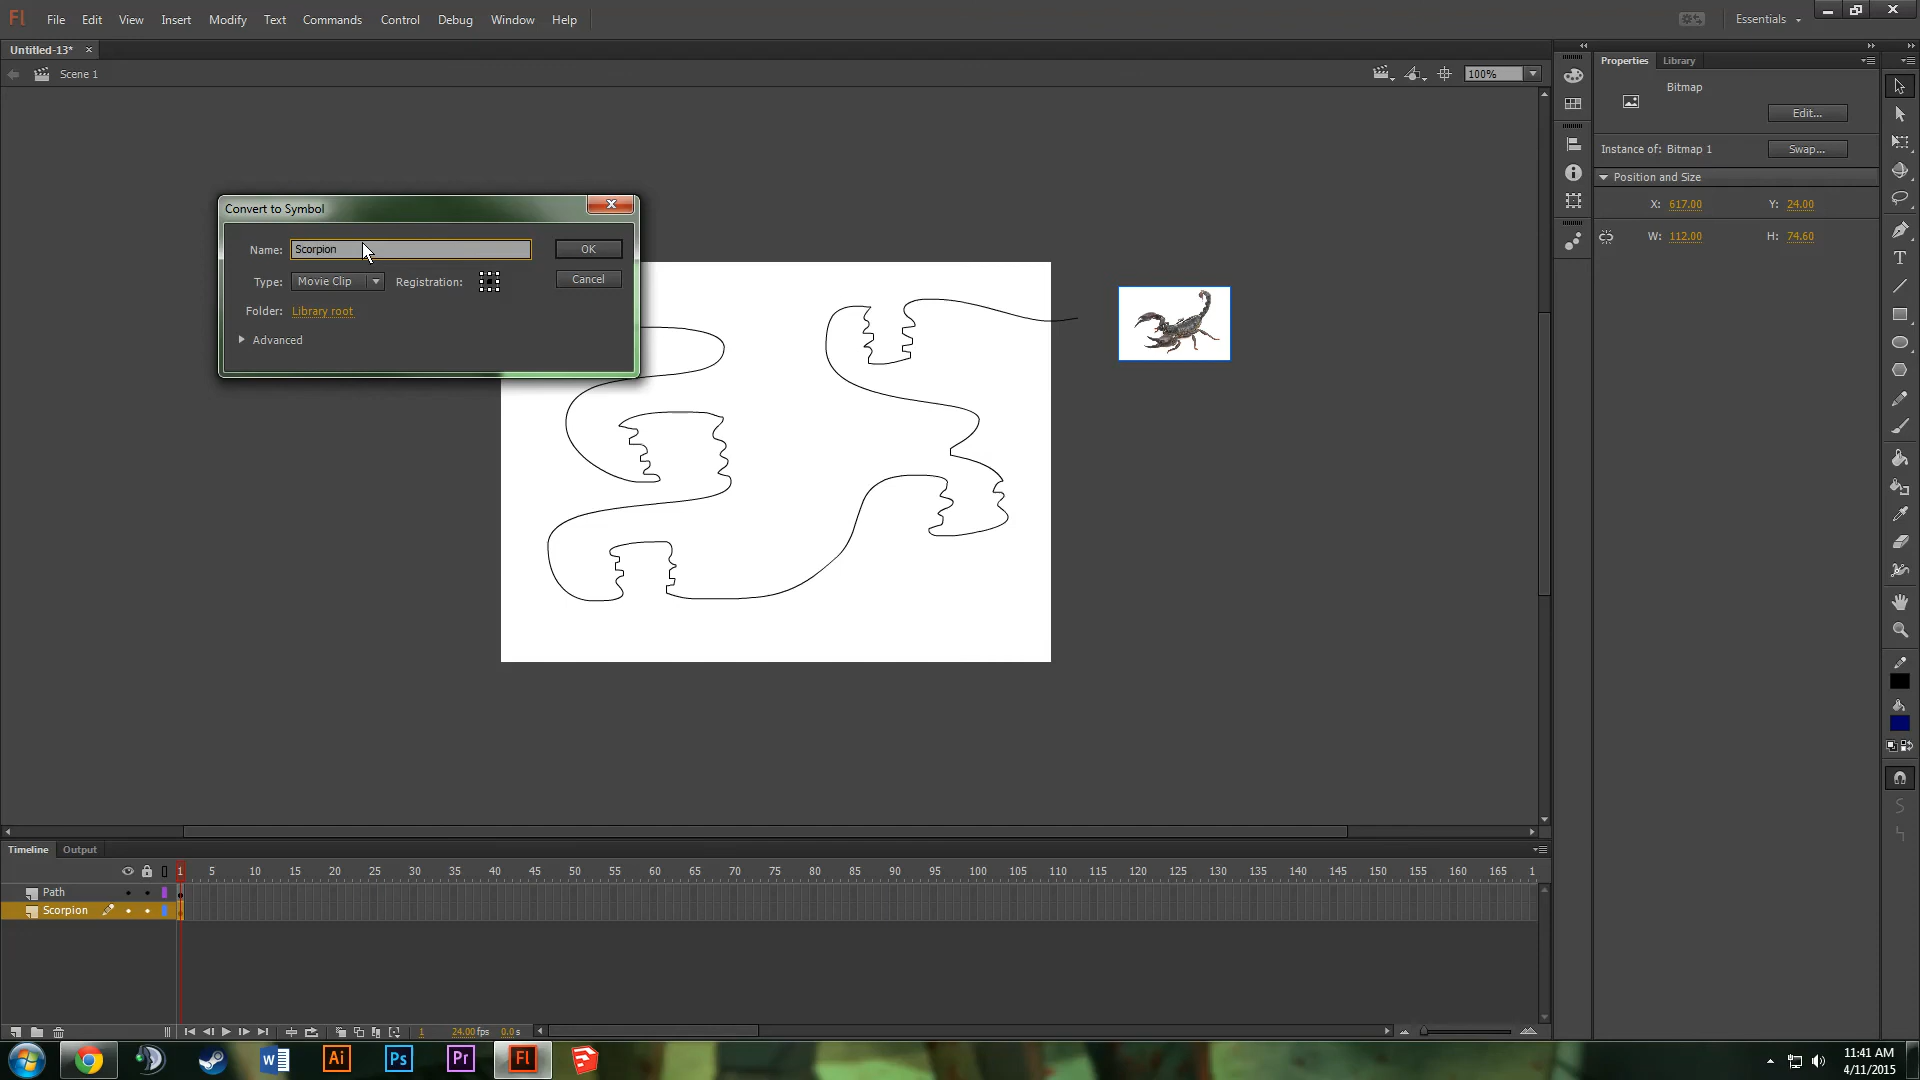 Fl File Edit View Insert Modify Text Commands Control Debug Window Help Essentials
Untitled-13*
Scene 1
100%
Properties Library
Bitmap
Edit...
Instance of: Bitmap 1 Swap...
Position and Size
X: 617.00 Y: 24.00
W: 112.00 H: 74.60
Convert to Symbol
Name: Scorpion OK
Type: Movie Clip Registration: Cancel
Folder: Library root
Advanced
Timeline Output
1 5 10 15 20 25 30 35 40 45 50 55 60 65 70 75 80 85 90 95 100 105 110 115 120 125 130 135 140 145 150 155 160 165 1
Path
Scorpion
1 24.00 fps 0.0 s
W Ai Ps Pr Fl
11:41 AM
4/11/2015